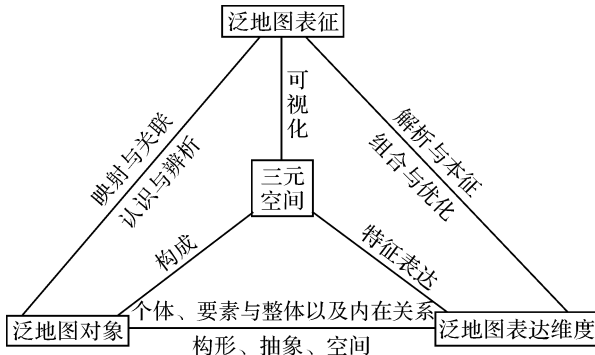 泛地图表征
可视化
映射与关联
认识与辨析
解析与本征
组合与优化
三元
空间
构成
特征表达
个体、要素与整体以及内在关系
泛地图对象
泛地图表达维度
构形、抽象、空间